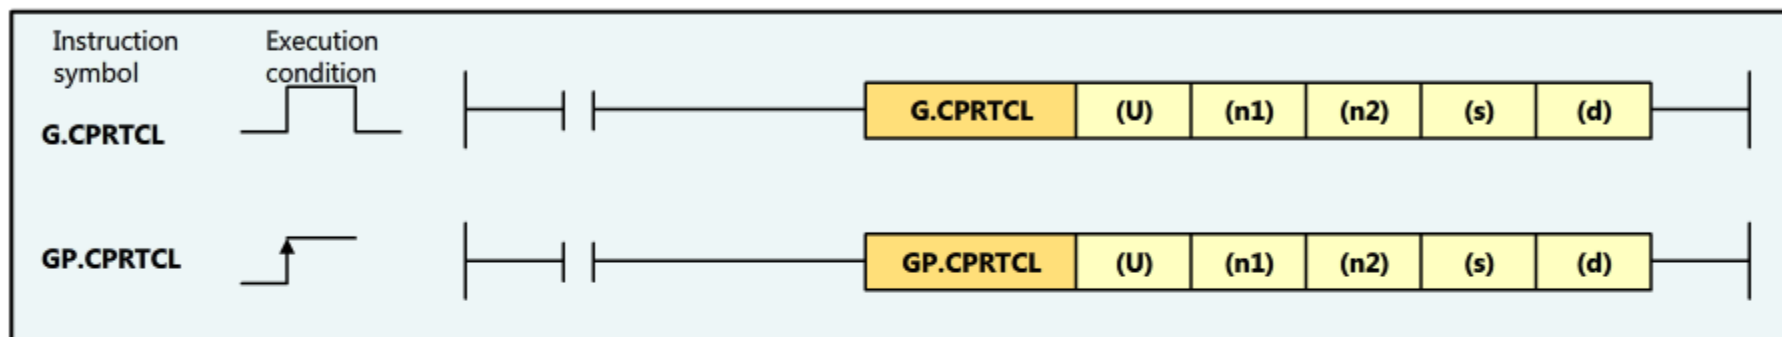 Instruction symbol
Execution condition
G.CPRTCL
G.CPRTCL (U) (n1) (n2) (s) (d)
GP.CPRTCL
GP.CPRTCL (U) (n1) (n2) (s) (d)